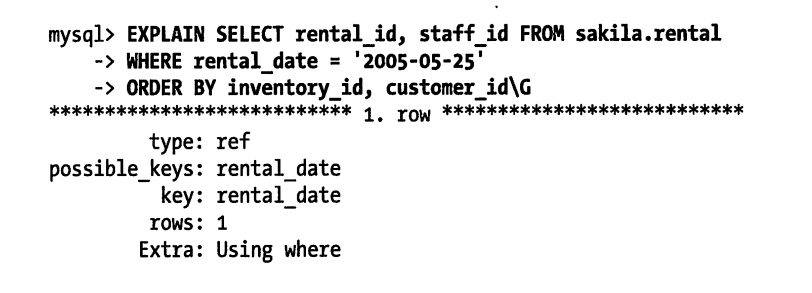 mysql> EXPLAIN SELECT rental_id, staff_id FROM sakila.rental
-> WHERE rental_date = '2005-05-25'
-> ORDER BY inventory_id, customer_id\G
*************************** 1. row ***************************
type: ref
possible_keys: rental_date
key: rental_date
rows: 1
Extra: Using where